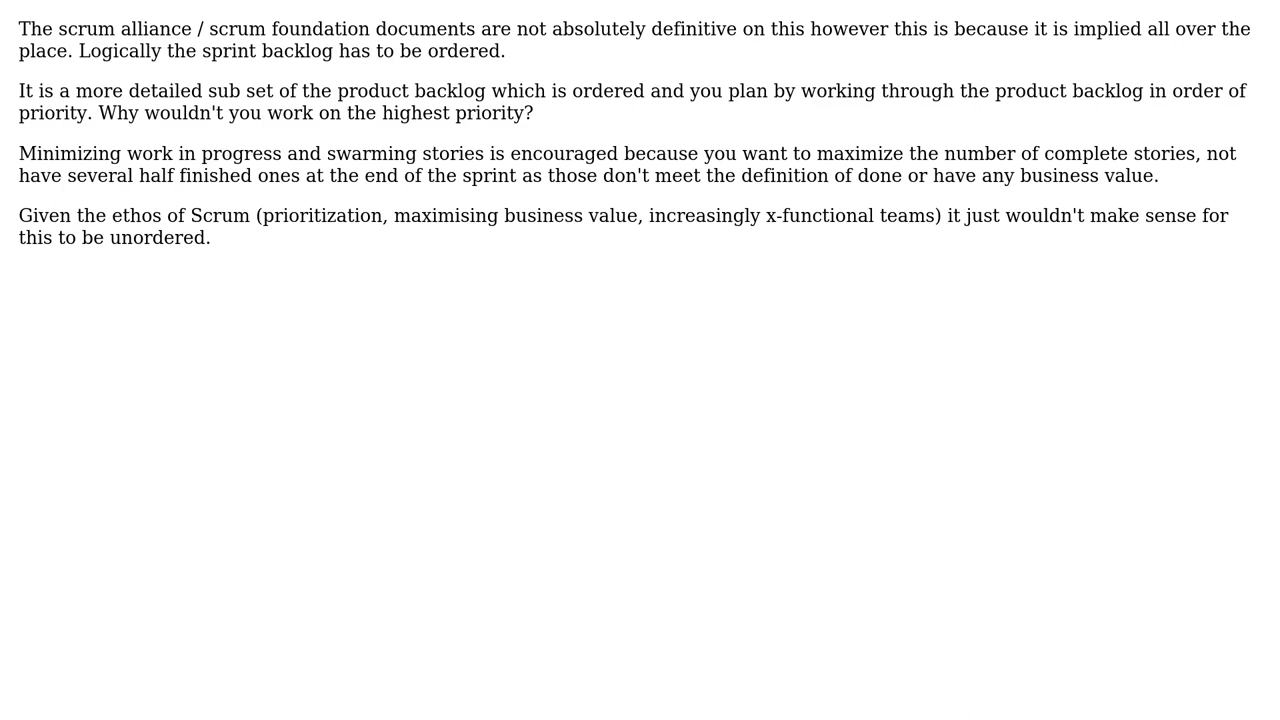 The scrum alliance / scrum foundation documents are not absolutely definitive on this however this is because it is implied all over the
place. Logically the sprint backlog has to be ordered.
It is a more detailed sub set of the product backlog which is ordered and you plan by working through the product backlog in order of
priority. Why wouldn't you work on the highest priority?
Minimizing work in progress and swarming stories is encouraged because you want to maximize the number of complete stories, not
have several half finished ones at the end of the sprint as those don't meet the definition of done or have any business value.
Given the ethos of Scrum (prioritization, maximising business value, increasingly x-functional teams) it just wouldn't make sense for
this to be unordered.